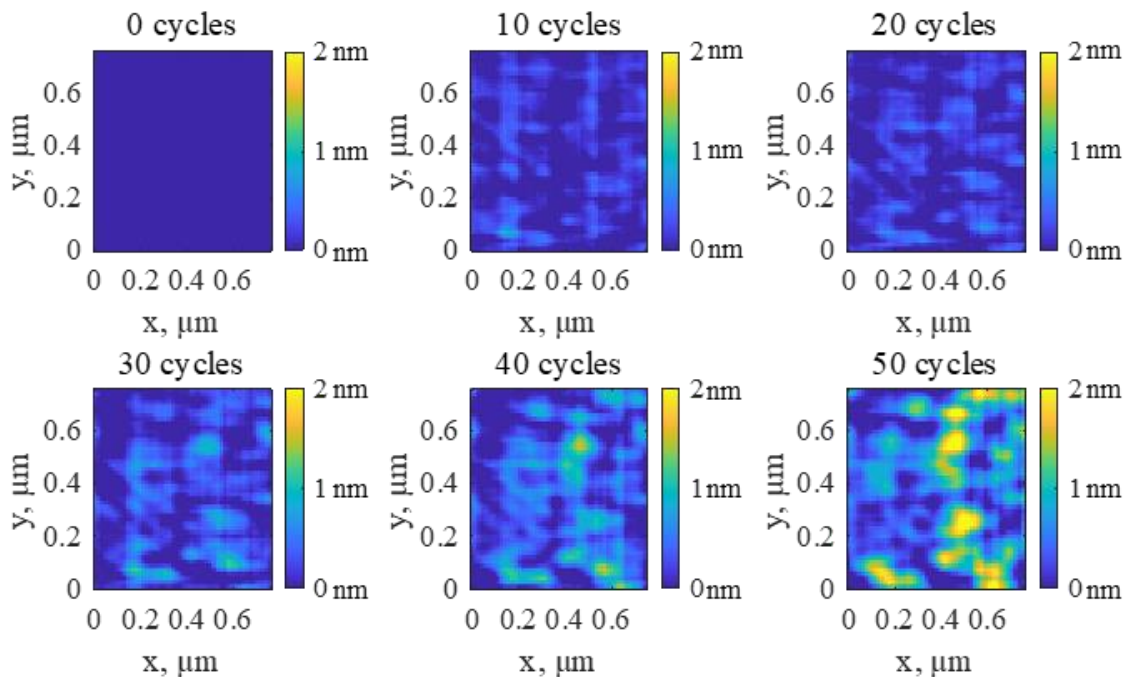 0 cycles
10 cycles
20 cycles
2 nm
2 nm
2 nm
0.6
0.6
0.6
y, μm
y, μm
y, μm
0.4
0.4
0.4
1 nm
1 nm
1 nm
0.2
0.2
0.2
0
0
0
0 nm
0 nm
0 nm
0 0.2 0.4 0.6
0 0.2 0.4 0.6
0 0.2 0.4 0.6
x, μm
x, μm
x, μm
30 cycles
40 cycles
50 cycles
2 nm
2 nm
2 nm
0.6
0.6
0.6
y, μm
y, μm
y, μm
0.4
0.4
0.4
1 nm
1 nm
1 nm
0.2
0.2
0.2
0
0
0
0 nm
0 nm
0 nm
0 0.2 0.4 0.6
0 0.2 0.4 0.6
0 0.2 0.4 0.6
x, μm
x, μm
x, μm